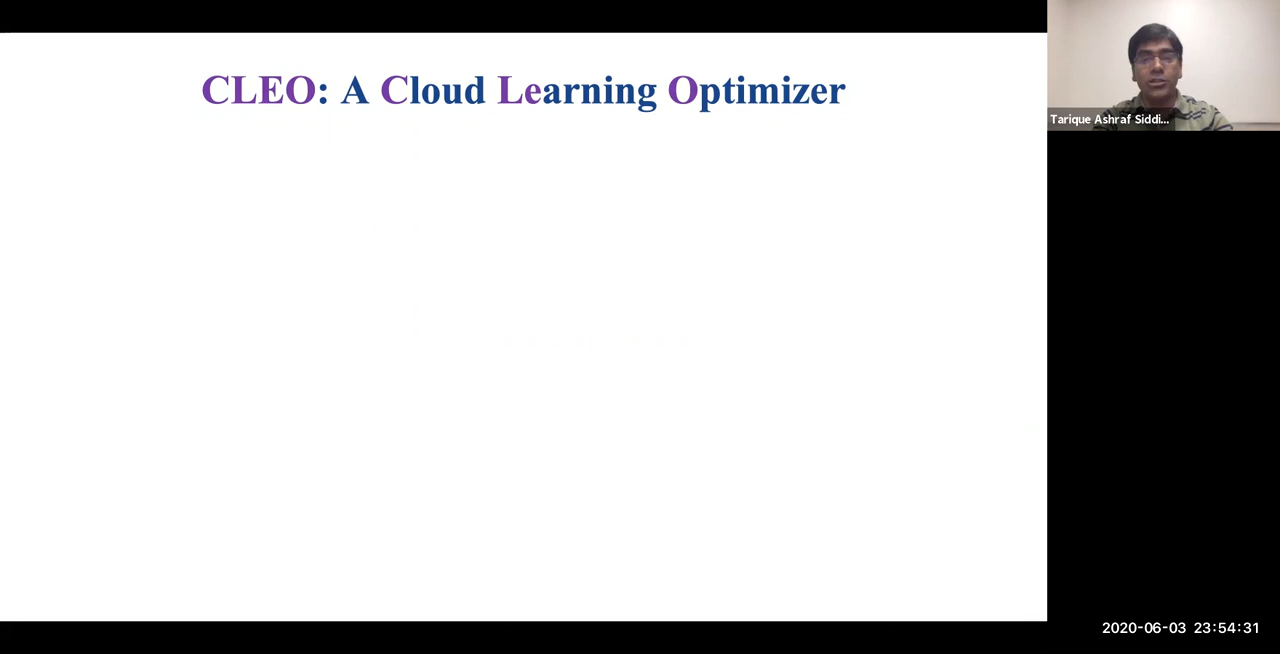 CLEO: A Cloud Learning Optimizer
Tarique Ashraf Siddi...
2020-06-03 23:54:31